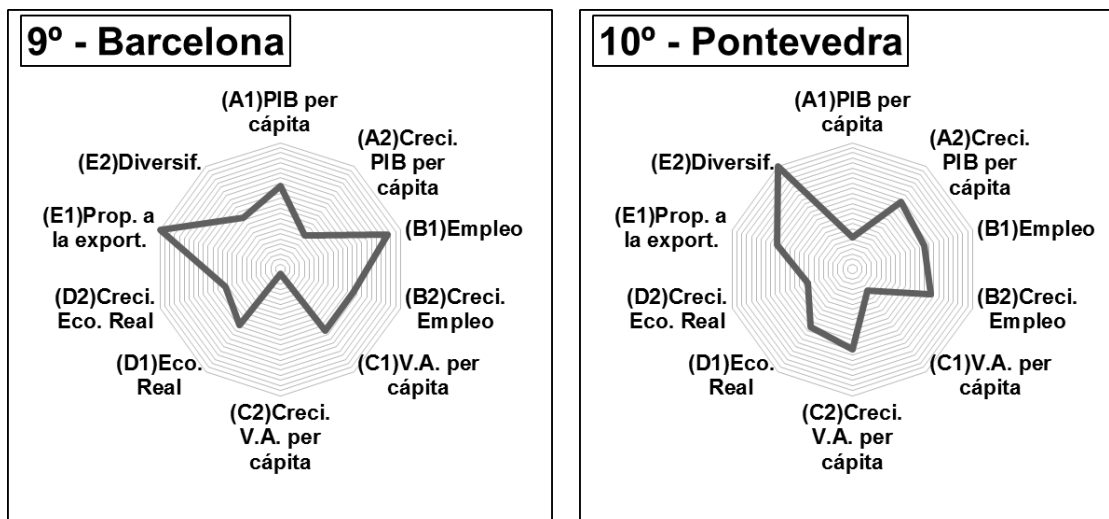 9º - Barcelona
(A1)PIB per
cápita
(A2)Creci.
PIB per
cápita
(B1)Empleo
(B2)Creci.
Empleo
(C1)V.A. per
cápita
(C2)Creci.
V.A. per
cápita
(D1)Eco.
Real
(D2)Creci.
Eco. Real
(E1)Prop. a
la export.
(E2)Diversif.
10º - Pontevedra
(A1)PIB per
cápita
(A2)Creci.
PIB per
cápita
(B1)Empleo
(B2)Creci.
Empleo
(C1)V.A. per
cápita
(C2)Creci.
V.A. per
cápita
(D1)Eco.
Real
(D2)Creci.
Eco. Real
(E1)Prop. a
la export.
(E2)Diversif.